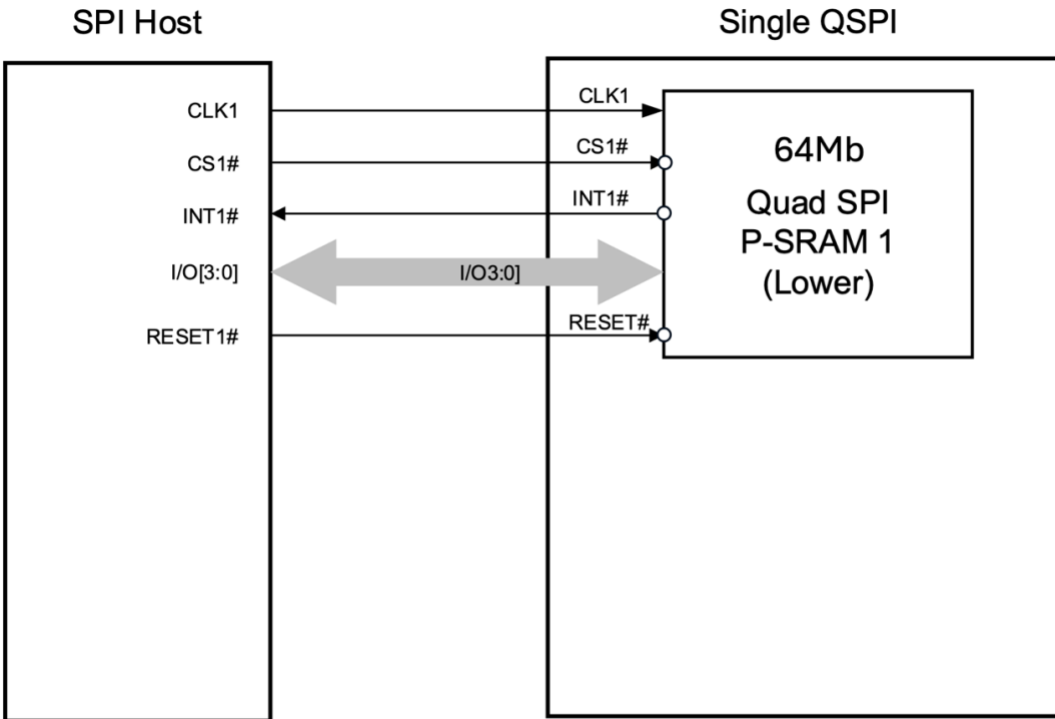 SPI Host
Single QSPI
CLK1
CS1#
INT1#
I/O[3:0]
RESET1#
CLK1
CS1#
INT1#
I/O3:0]
RESET#
64Mb
Quad SPI
P-SRAM 1
(Lower)